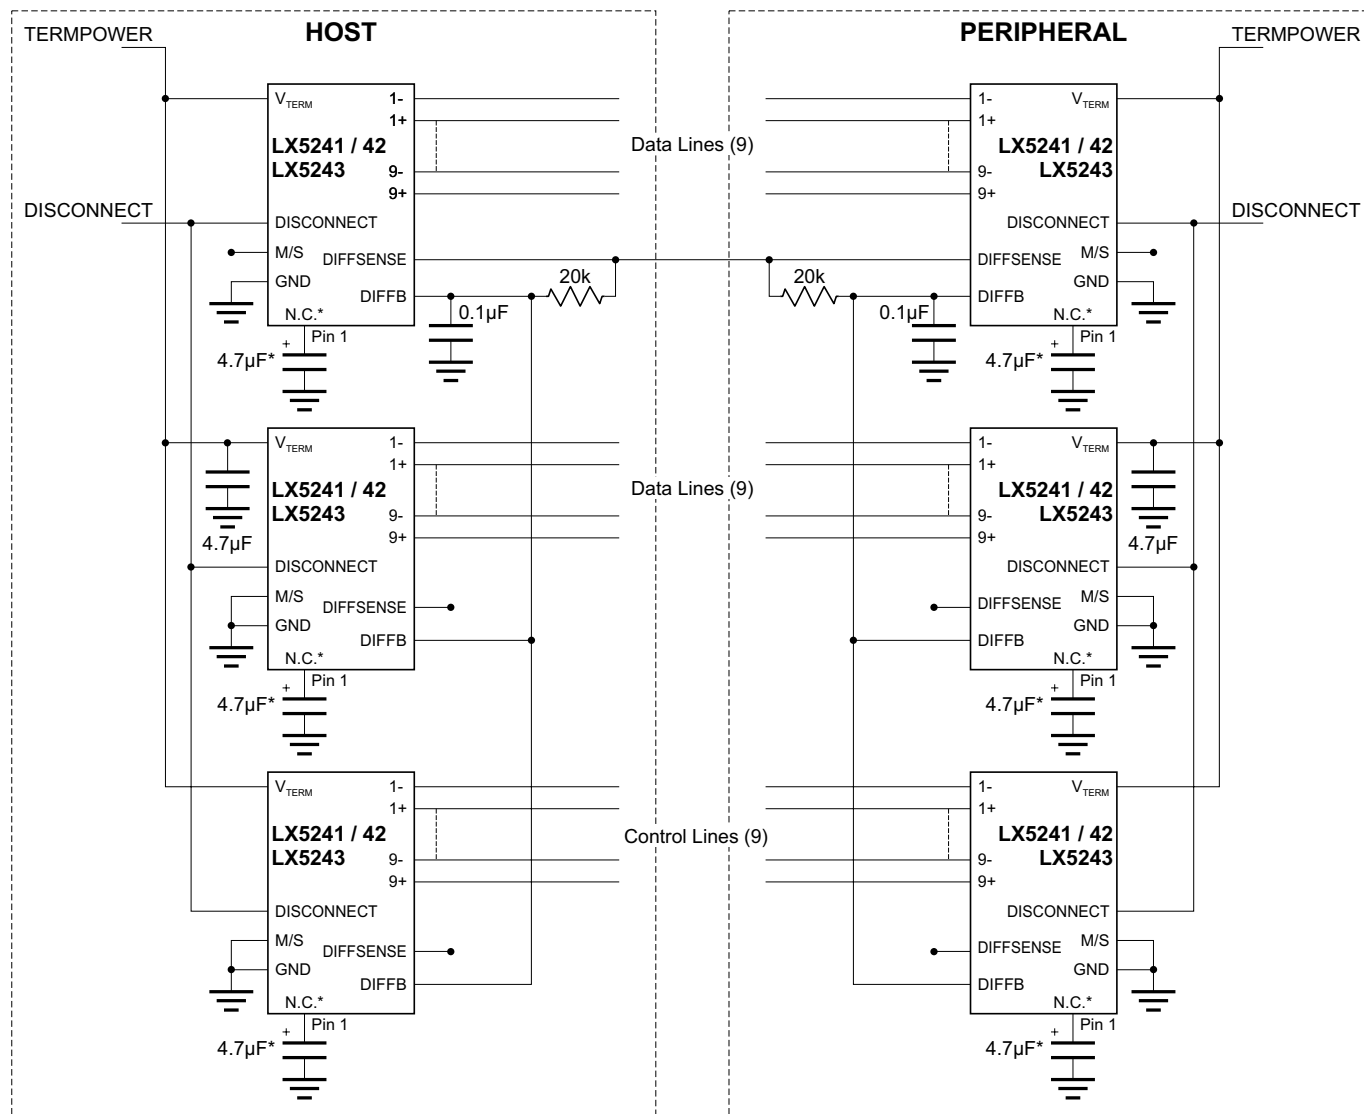 HOST
PERIPHERAL
TERMPOWER
TERMPOWER
VTERM
1-
1+
LX5241 / 42
LX5243
9-
9+
DISCONNECT
DISCONNECT
M/S
DIFFSENSE
GND
DIFFB
N.C.*
Pin 1
4.7µF*
+
0.1µF
20k
Data Lines (9)
20k
0.1µF
1-
VTERM
1+
LX5241 / 42
LX5243
9-
9+
DISCONNECT
DISCONNECT
M/S
DIFFSENSE
GND
DIFFB
N.C.*
Pin 1
+
4.7µF*
VTERM
1-
1+
LX5241 / 42
LX5243
9-
9+
4.7µF
DISCONNECT
M/S
DIFFSENSE
GND
DIFFB
N.C.*
Pin 1
+
4.7µF*
Data Lines (9)
1-
VTERM
1+
LX5241 / 42
LX5243
9-
9+
4.7µF
DISCONNECT
M/S
DIFFSENSE
GND
DIFFB
N.C.*
Pin 1
+
4.7µF*
VTERM
1-
1+
LX5241 / 42
LX5243
9-
9+
DISCONNECT
M/S
DIFFSENSE
GND
DIFFB
N.C.*
Pin 1
+
4.7µF*
Control Lines (9)
1-
VTERM
1+
LX5241 / 42
LX5243
9-
9+
DISCONNECT
M/S
DIFFSENSE
GND
DIFFB
N.C.*
Pin 1
+
4.7µF*